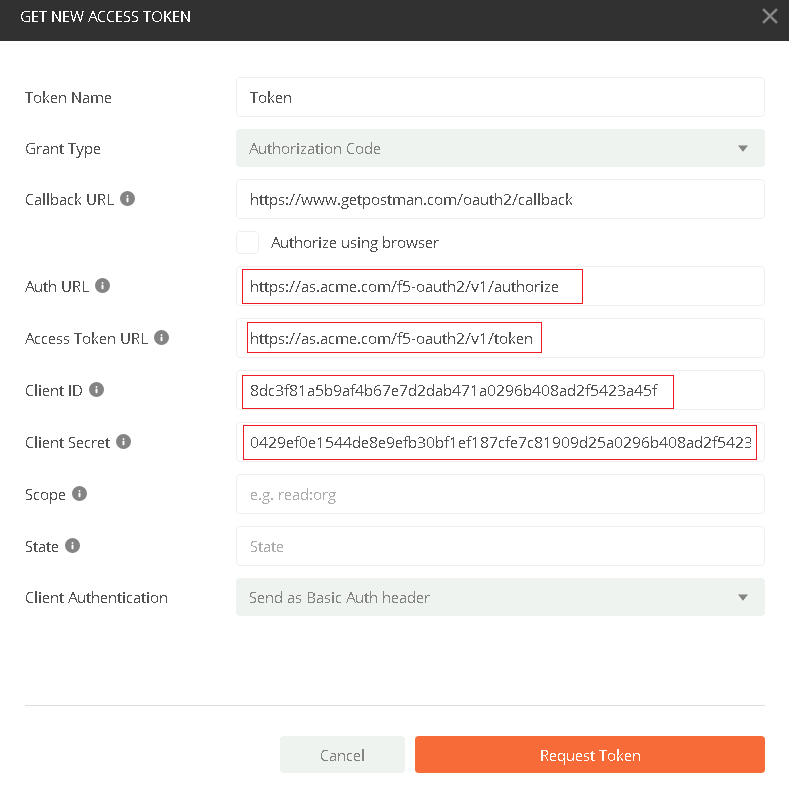 GET NEW ACCESS TOKEN
Token Name Token
Grant Type Authorization Code
Callback URL https://www.getpostman.com/oauth2/callback
Authorize using browser
Auth URL https://as.acme.com/f5-oauth2/v1/authorize
Access Token URL https://as.acme.com/f5-oauth2/v1/token
Client ID 8dc3f81a5b9af4b67e7d2dab471a0296b408ad2f5423a45f
Client Secret 0429ef0e1544de8e9efb30bf1ef187cfe7c81909d25a0296b408ad2f5423
Scope e.g. read:org
State State
Client Authentication Send as Basic Auth header
Cancel Request Token